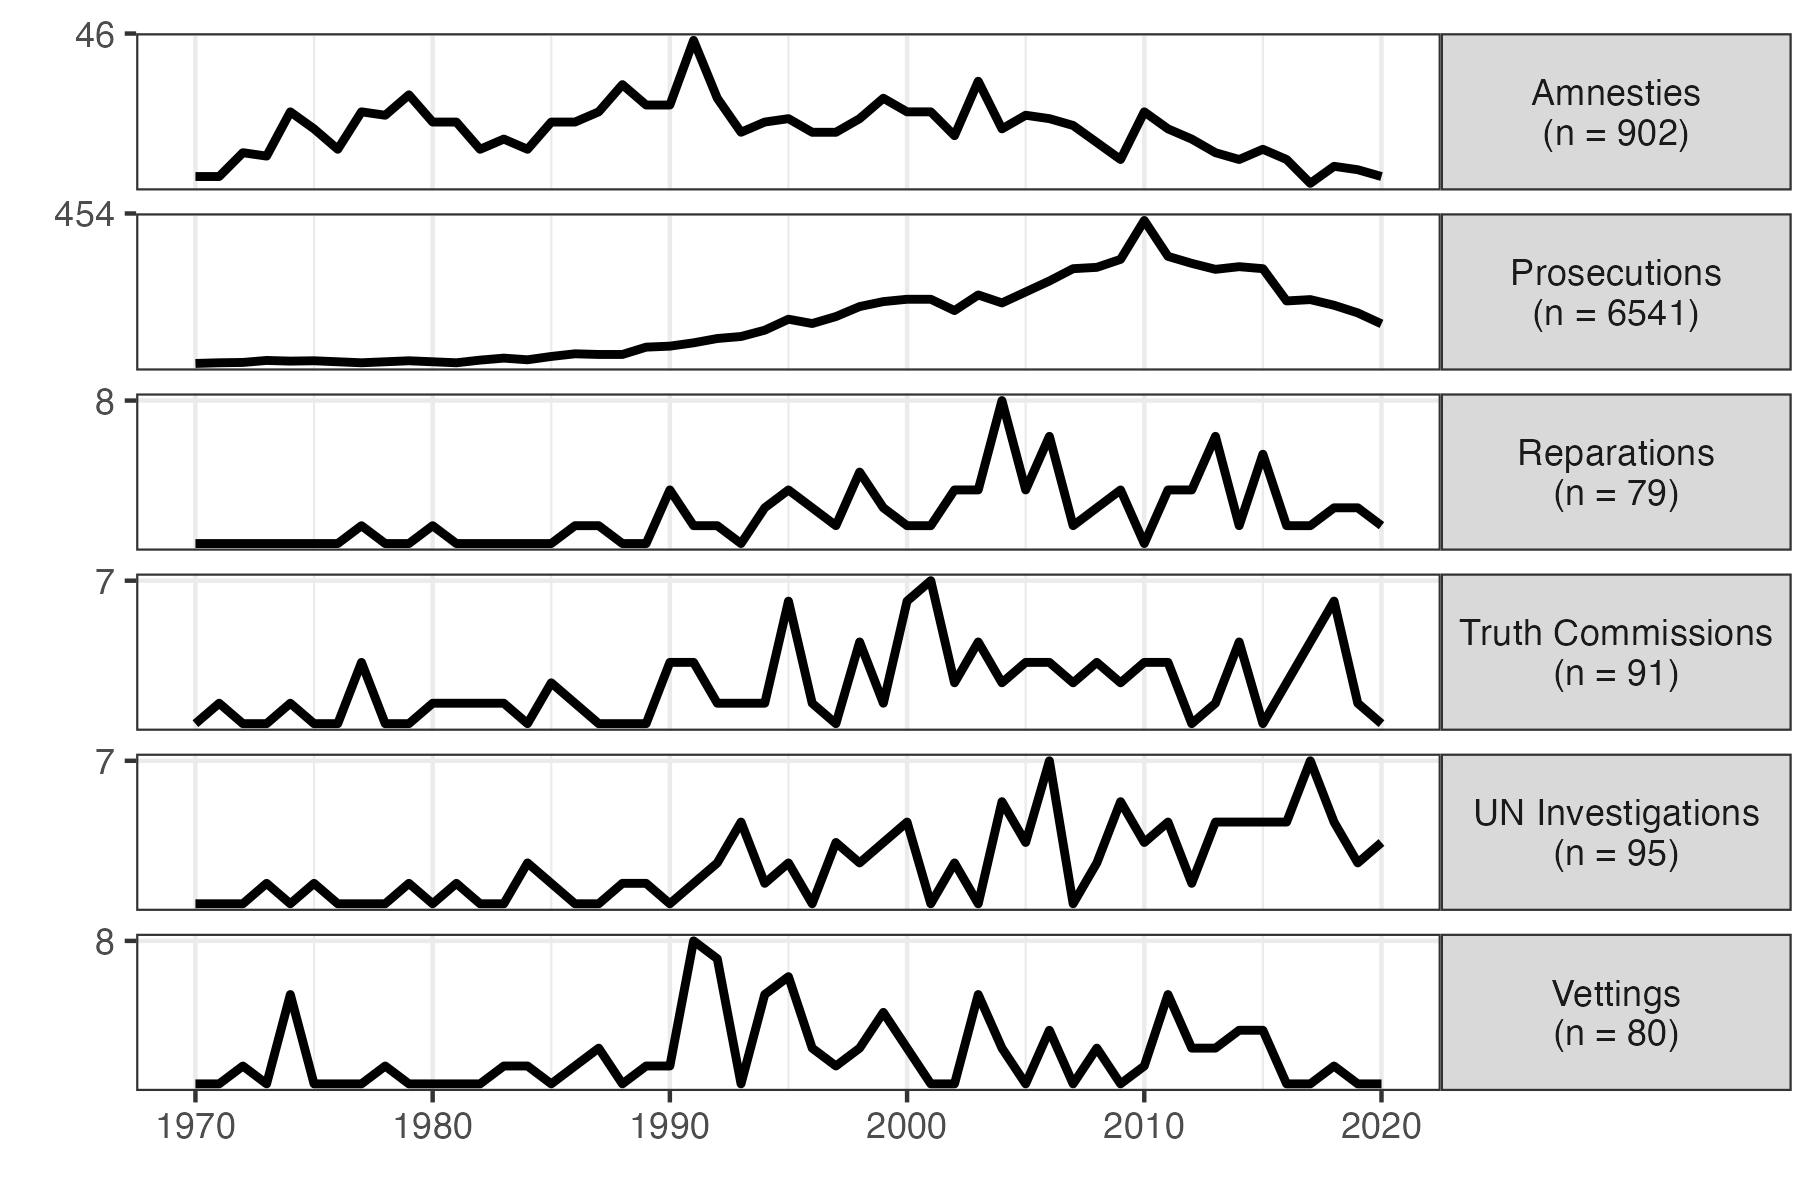 46
Amnesties
(n = 902)
454
Prosecutions
(n = 6541)
8
Reparations
(n = 79)
7
Truth Commissions
(n = 91)
7
UN Investigations
(n = 95)
8
Vettings
(n = 80)
1970 1980 1990 2000 2010 2020